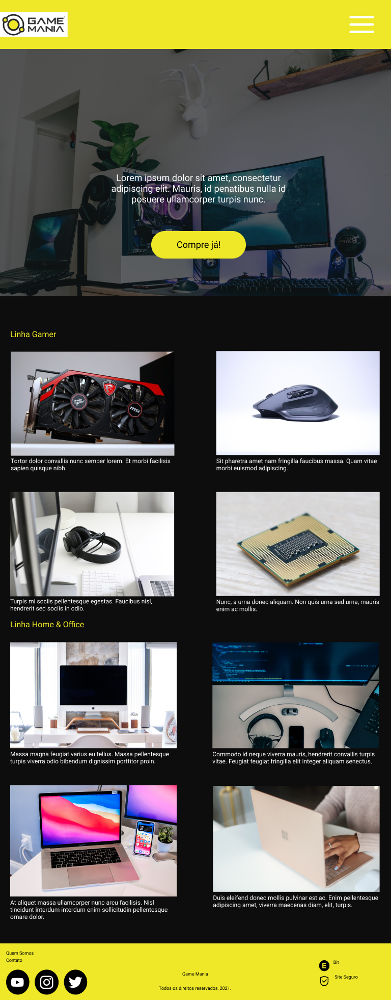 GAME
MANIA
Lorem ipsum dolor sit amet, consectetur
adipiscing elit. Mauris, id penatibus nulla id
posuere ullamcorper turpis nunc.
Compre já!
Linha Gamer
Twin
Frozr
msi
Tortor dolor convallis nunc semper lorem. Et morbi facilisis
sapien quisque nibh.
Sit pharetra amet nam fringilla faucibus massa. Quam vitae
morbi euismod adipiscing.
Turpis mi sociis pellentesque egestas. Faucibus nisl,
hendrerit sed sociis in odio.
Nunc, a urna donec aliquam. Non quis urna sed urna, mauris
enim ac mollis.
Linha Home & Office
Massa magna feugiat varius eu tellus. Massa pellentesque
turpis viverra odio bibendum dignissim porttitor proin.
Commodo id neque viverra mauris, hendrerit convallis turpis
vitae. Feugiat feugiat fringilla elit integer aliquam senectus.
At aliquet massa ullamcorper nunc arcu facilisis. Nisl
tincidunt interdum interdum enim sollicitudin pellentesque
ornare dolor.
Duis eleifend donec mollis pulvinar est ac. Enim pellentesque
adipiscing amet, viverra maecenas diam, elit, turpis.
Quem Somos
Contato
Game Mania
Todos os direitos reservados, 2021.
E Bit
Site Seguro